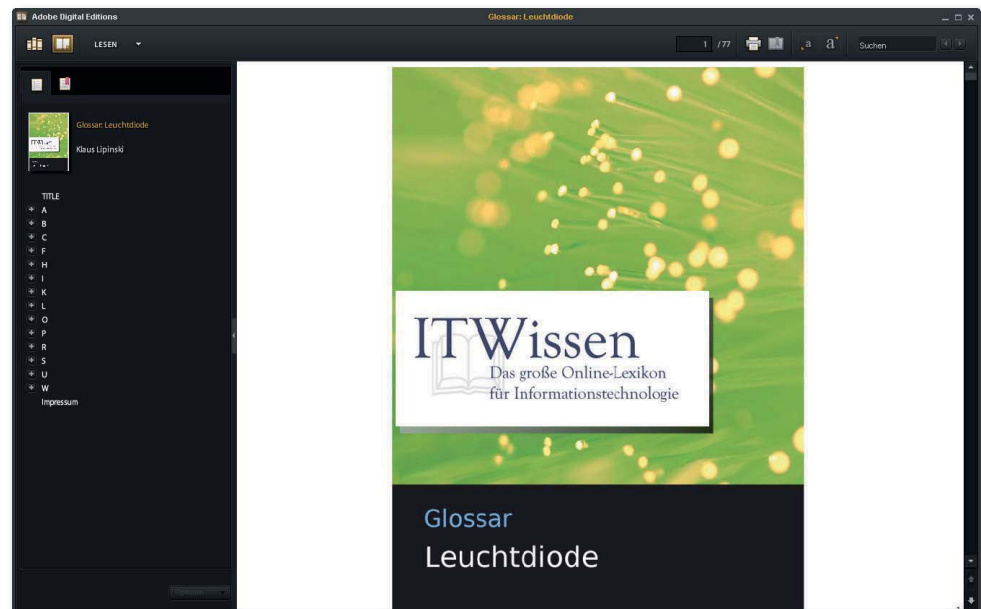 Adobe Digital Editions
Glossar: Leuchtdiode
LESEN
1 /77
a a
Suchen
Glossar: Leuchtdiode
Klaus Lipinski
TITLE
A
B
C
F
H
I
K
L
O
P
R
S
U
W
Impressum
ITWissen
Das große Online-Lexikon
für Informationstechnologie
Glossar
Leuchtdiode